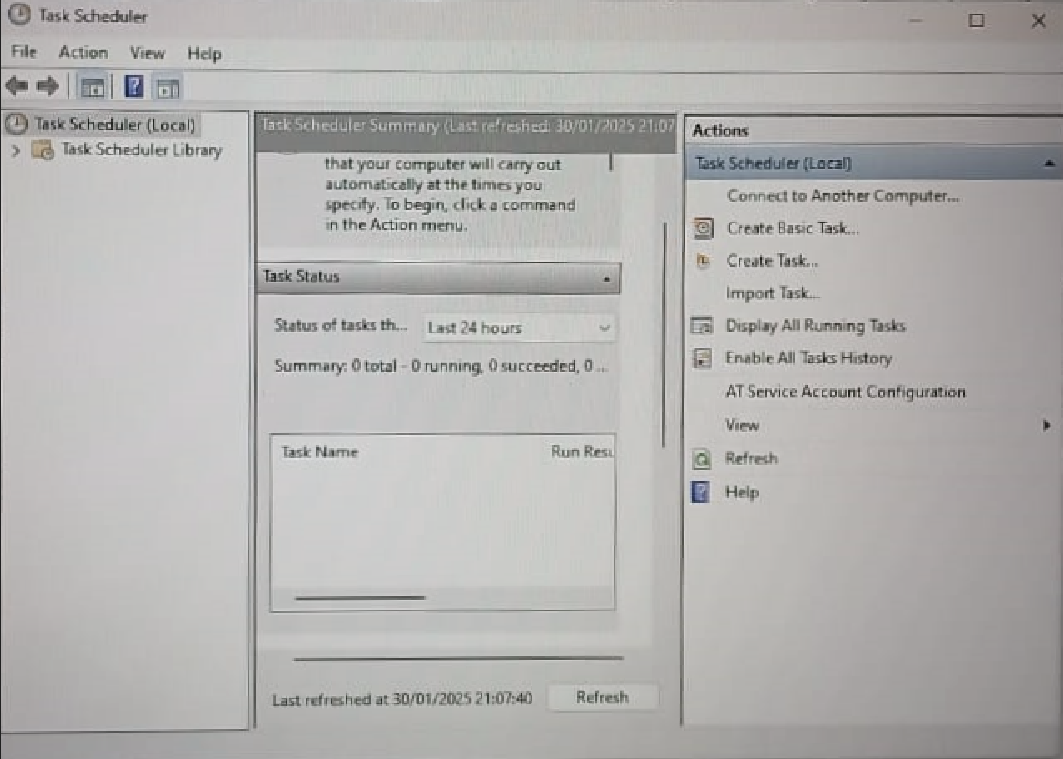 Task Scheduler
File Action View Help
Task Scheduler (Local)
Task Scheduler Library
Task Scheduler Summary (Last refreshed: 30/01/2025 21:07
that your computer will carry out
automatically at the times you
specify. To begin, click a command
in the Action menu.
Task Status
Status of tasks th...
Last 24 hours
Summary: 0 total - 0 running, 0 succeeded, 0 ...
Task Name
Run Resu
Last refreshed at 30/01/2025 21:07:40
Refresh
Actions
Task Scheduler (Local)
Connect to Another Computer...
Create Basic Task...
Create Task...
Import Task...
Display All Running Tasks
Enable All Tasks History
AT Service Account Configuration
View
Refresh
Help